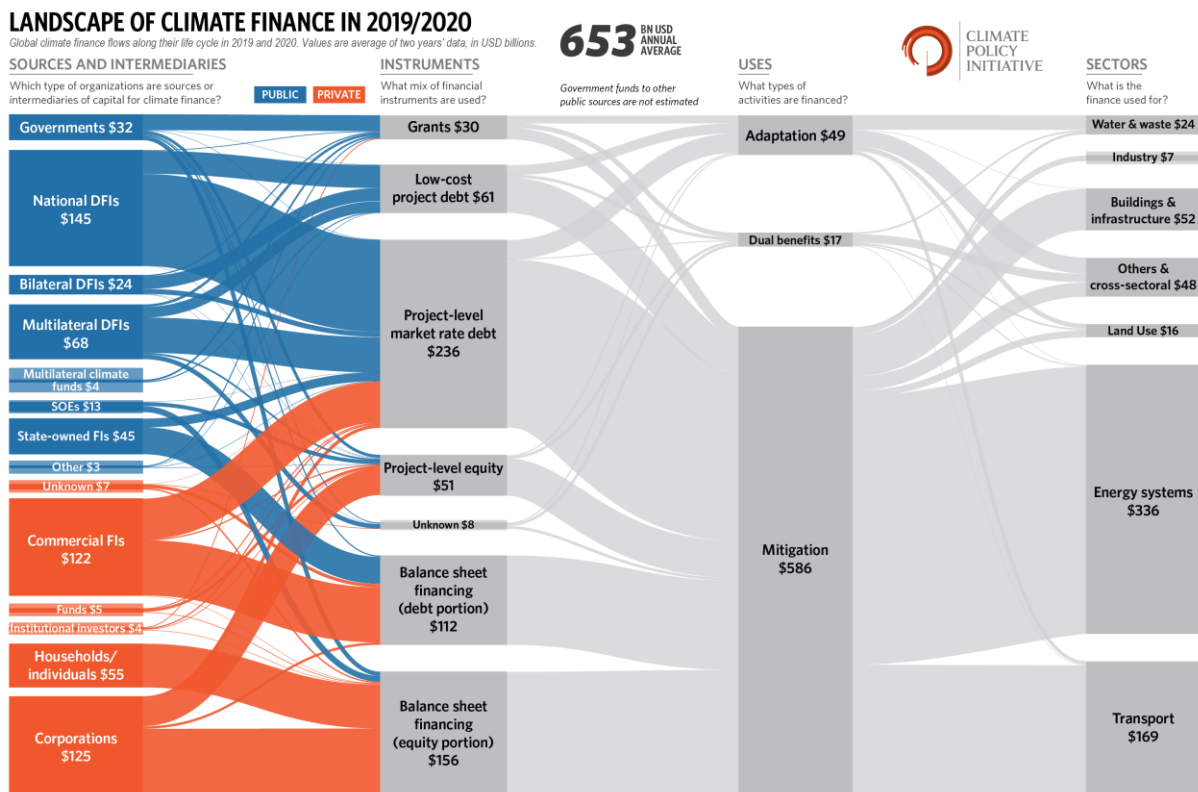 LANDSCAPE OF CLIMATE FINANCE IN 2019/2020
Global climate finance flows along their life cycle in 2019 and 2020. Values are average of two years' data, in USD billions.
653 BN USD
ANNUAL
AVERAGE
CLIMATE
POLICY
INITIATIVE
SOURCES AND INTERMEDIARIES
Which type of organizations are sources or
intermediaries of capital for climate finance?
PUBLIC
PRIVATE
INSTRUMENTS
What mix of financial
instruments are used?
Government funds to other
public sources are not estimated
USES
What types of
activities are financed?
SECTORS
What is the
finance used for?
Governments $32
National DFIs
$145
Bilateral DFIs $24
Multilateral DFIs
$68
Multilateral climate
funds $4
SOEs $13
State-owned FIs $45
Other $3
Unknown $7
Commercial FIs
$122
Funds $5
Institutional investors $4
Households/
individuals $55
Corporations
$125
Grants $30
Low-cost
project debt $61
Project-level
market rate debt
$236
Project-level equity
$51
Unknown $8
Balance sheet
financing
(debt portion)
$112
Balance sheet
financing
(equity portion)
$156
Adaptation $49
Dual benefits $17
Mitigation
$586
Water & waste $24
Industry $7
Buildings &
infrastructure $52
Others &
cross-sectoral $48
Land Use $16
Energy systems
$336
Transport
$169